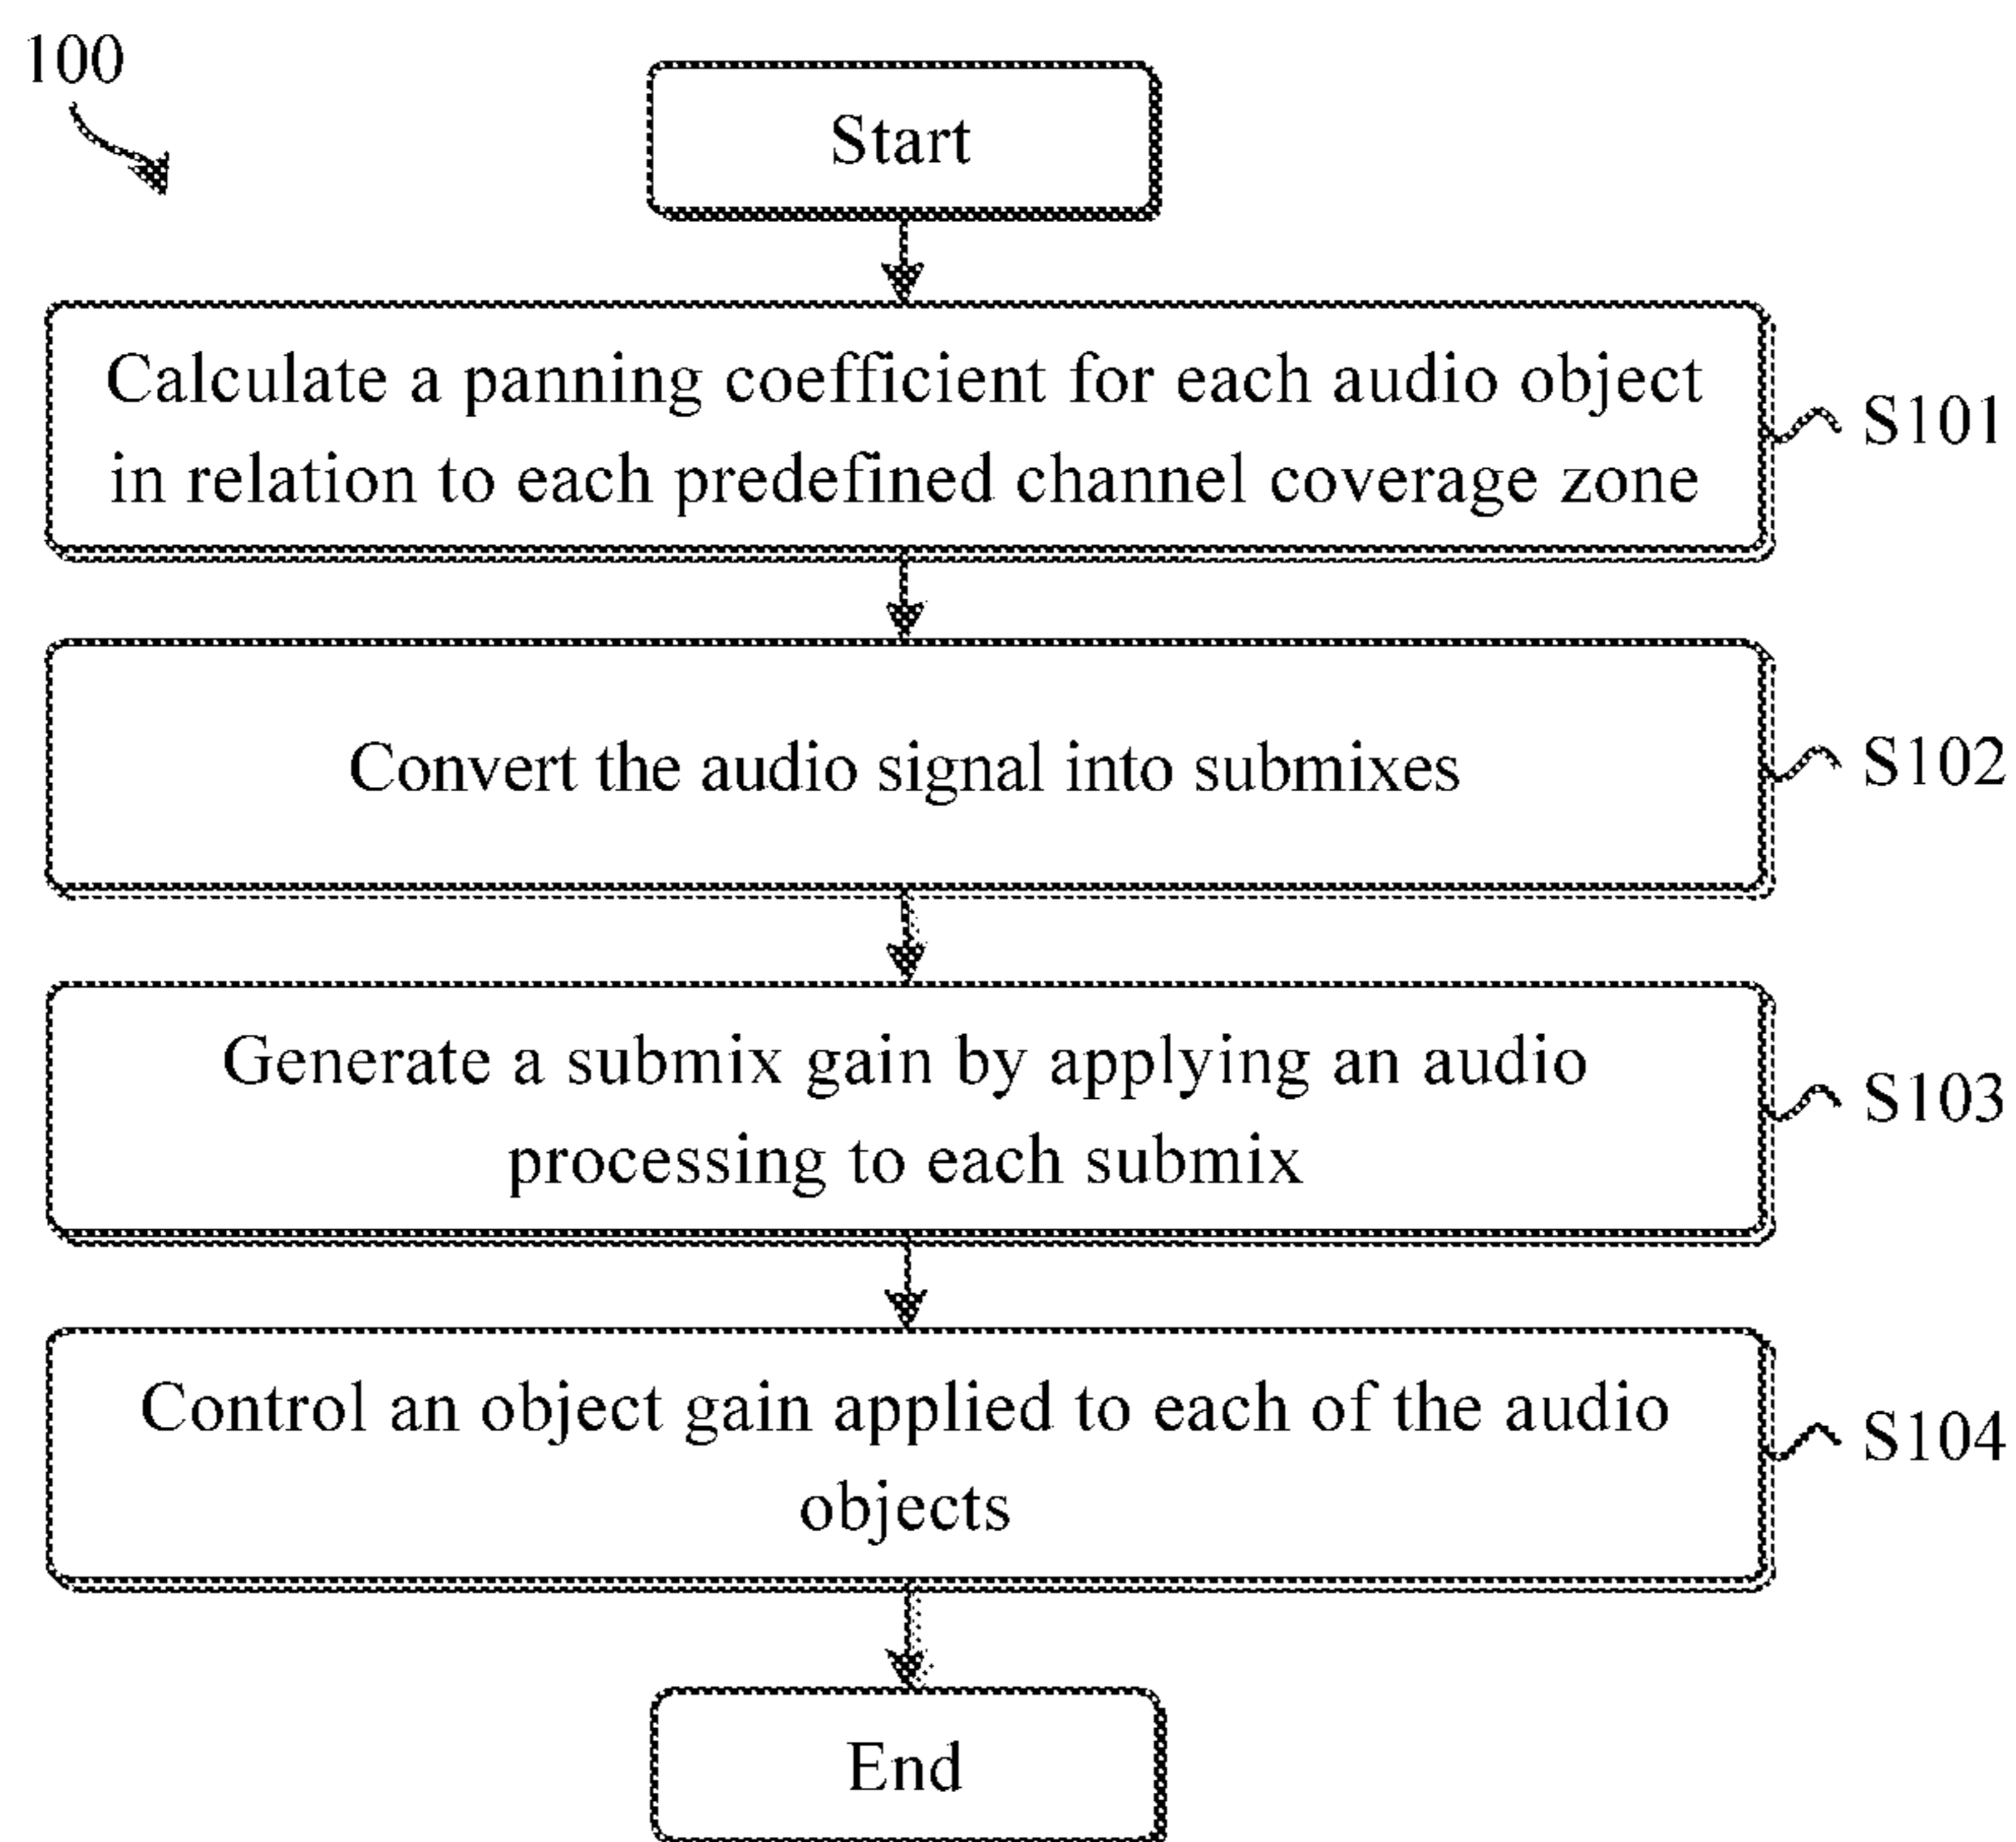 100
Start
Calculate a panning coefficient for each audio object
in relation to each predefined channel coverage zone
S101
Convert the audio signal into submixes
S102
Generate a submix gain by applying an audio
processing to each submix
S103
Control an object gain applied to each of the audio
objects
S104
End